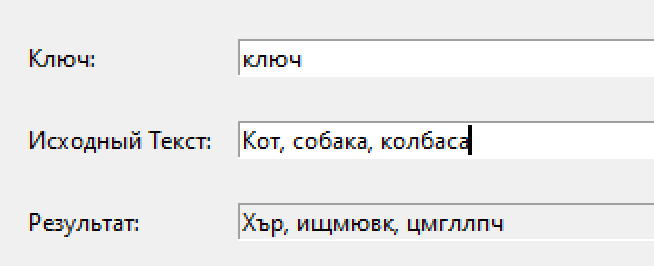 Ключ: ключ
Исходный Текст: Кот, собака, колбаса
Результат: Хър, ищмювк, цмгллпч